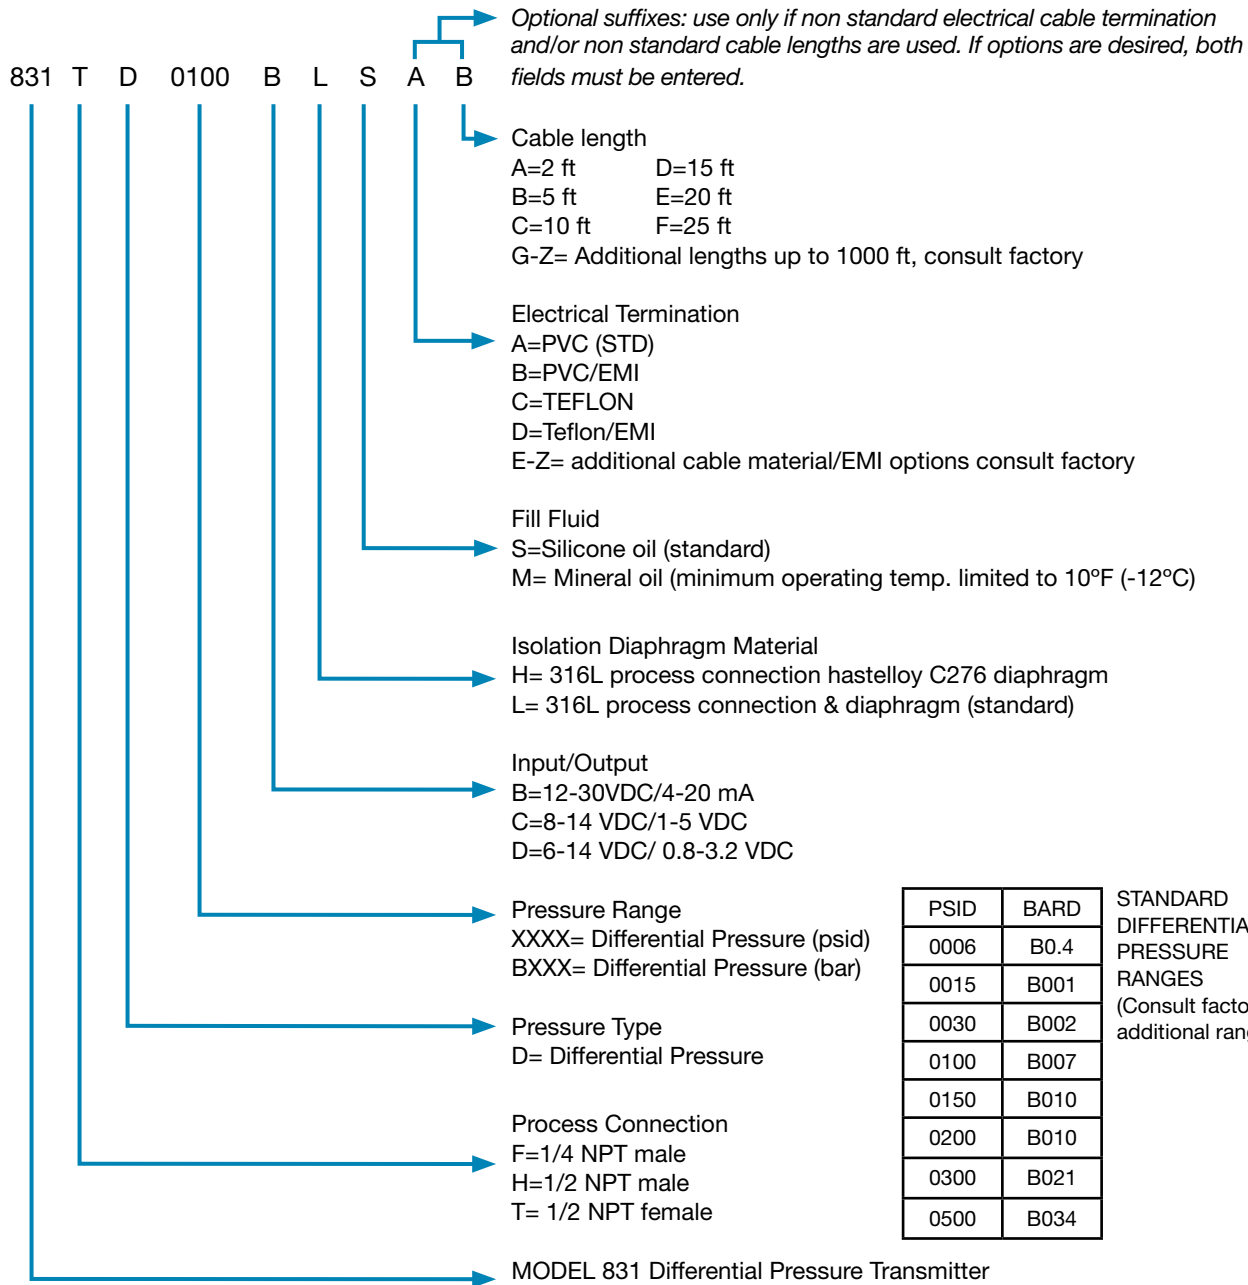 Optional suffixes: use only if non standard electrical cable termination
and/or non standard cable lengths are used. If options are desired, both
fields must be entered.
831 T D 0100 B L S A B
Cable length
A=2 ft D=15 ft
B=5 ft E=20 ft
C=10 ft F=25 ft
G-Z= Additional lengths up to 1000 ft, consult factory
Electrical Termination
A=PVC (STD)
B=PVC/EMI
C=TEFLON
D=Teflon/EMI
E-Z= additional cable material/EMI options consult factory
Fill Fluid
S=Silicone oil (standard)
M= Mineral oil (minimum operating temp. limited to 10ºF (-12ºC)
Isolation Diaphragm Material
H= 316L process connection hastelloy C276 diaphragm
L= 316L process connection & diaphragm (standard)
Input/Output
B=12-30VDC/4-20 mA
C=8-14 VDC/1-5 VDC
D=6-14 VDC/ 0.8-3.2 VDC
Pressure Range
XXXX= Differential Pressure (psid)
BXXX= Differential Pressure (bar)
Pressure Type
D= Differential Pressure
Process Connection
F=1/4 NPT male
H=1/2 NPT male
T= 1/2 NPT female
MODEL 831 Differential Pressure Transmitter
PSID BARD
0006 B0.4
0015 B001
0030 B002
0100 B007
0150 B010
0200 B010
0300 B021
0500 B034
STANDARD
PRESSURE
RANGES
(Consult
additional